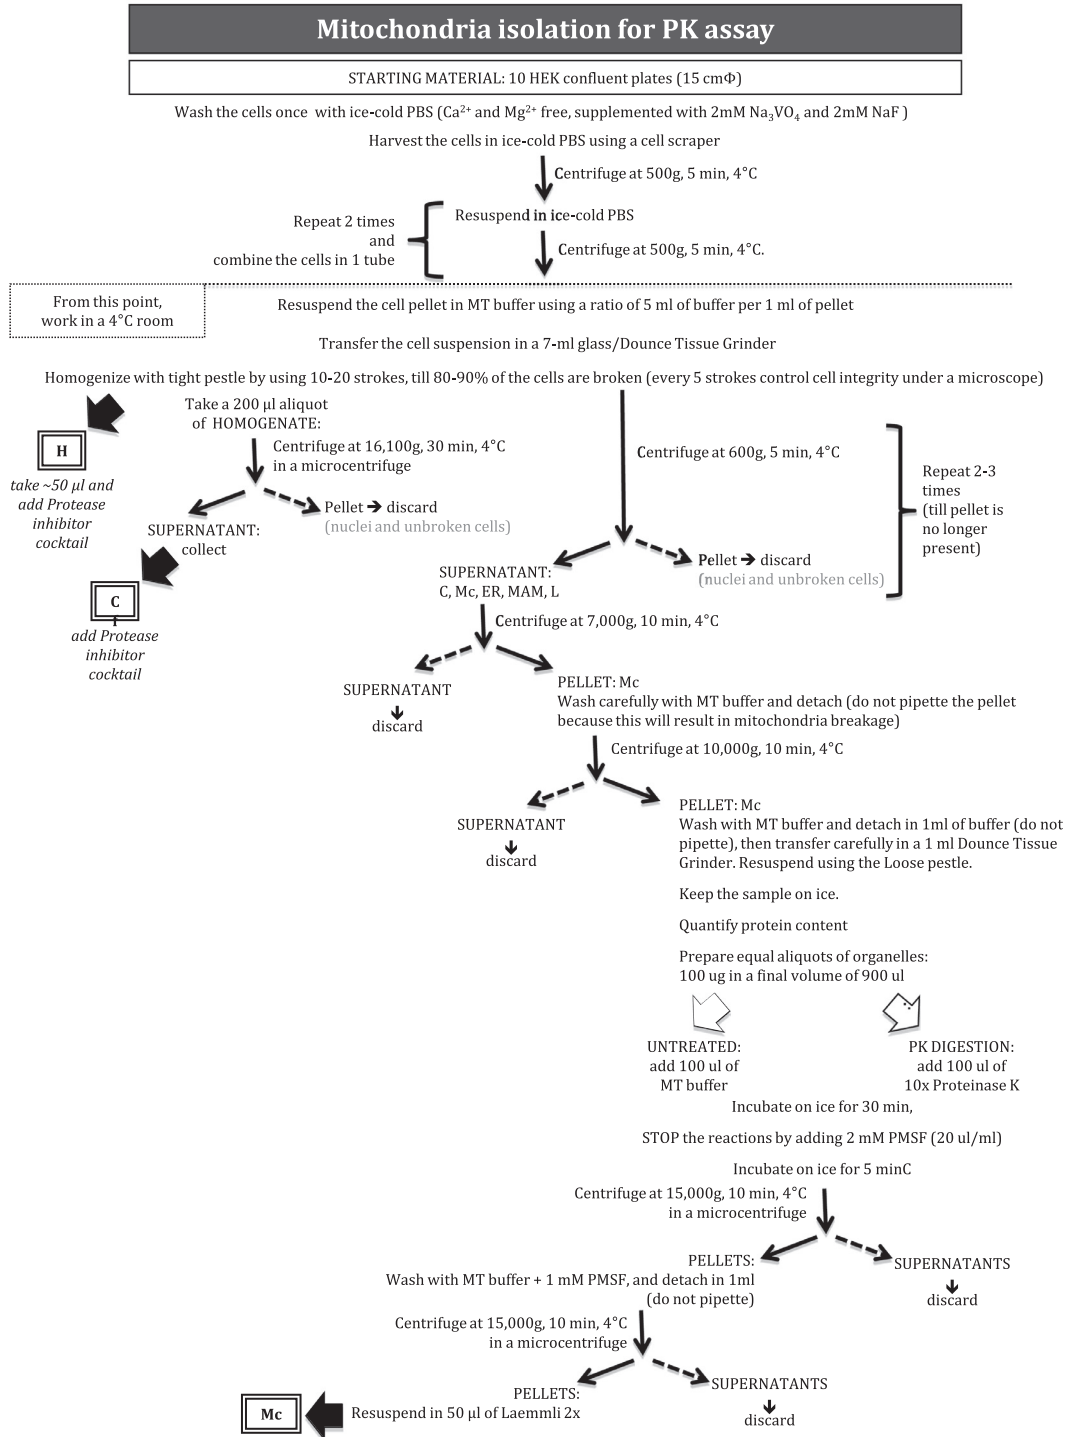 Mitochondria isolation for PK assay
STARTING MATERIAL: 10 HEK confluent plates (15 cmΦ)
Wash the cells once with ice-cold PBS (Ca²⁺ and Mg²⁺ free, supplemented with 2mM Na₃VO₄ and 2mM NaF )
Harvest the cells in ice-cold PBS using a cell scraper
Centrifuge at 500g, 5 min, 4°C
Resuspend in ice-cold PBS
Repeat 2 times
and
combine the cells in 1 tube
Centrifuge at 500g, 5 min, 4°C.
From this point,
work in a 4°C room
Resuspend the cell pellet in MT buffer using a ratio of 5 ml of buffer per 1 ml of pellet
Transfer the cell suspension in a 7-ml glass/Dounce Tissue Grinder
Homogenize with tight pestle by using 10-20 strokes, till 80-90% of the cells are broken (every 5 strokes control cell integrity under a microscope)
H
take ~50 µl and
add Protease
inhibitor
cocktail
Take a 200 µl aliquot
of HOMOGENATE:
Centrifuge at 16,100g, 30 min, 4°C
in a microcentrifuge
Pellet ➔ discard
(nuclei and unbroken cells)
SUPERNATANT:
collect
C
f
add Protease
inhibitor
cocktail
Centrifuge at 600g, 5 min, 4°C
Repeat 2-3
times
(till pellet is
no longer
present)
Pellet ➔ discard
(nuclei and unbroken cells)
SUPERNATANT:
C, Mc, ER, MAM, L
Centrifuge at 7,000g, 10 min, 4°C
SUPERNATANT
discard
PELLET: Mc
Wash carefully with MT buffer and detach (do not pipette the pellet
because this will result in mitochondria breakage)
Centrifuge at 10,000g, 10 min, 4°C
SUPERNATANT
discard
PELLET: Mc
Wash with MT buffer and detach in 1ml of buffer (do not
pipette), then transfer carefully in a 1 ml Dounce Tissue
Grinder. Resuspend using the Loose pestle.
Keep the sample on ice.
Quantify protein content
Prepare equal aliquots of organelles:
100 ug in a final volume of 900 ul
UNTREATED:
add 100 ul of
MT buffer
PK DIGESTION:
add 100 ul of
10x Proteinase K
Incubate on ice for 30 min,
STOP the reactions by adding 2 mM PMSF (20 ul/ml)
Incubate on ice for 5 minC
Centrifuge at 15,000g, 10 min, 4°C
in a microcentrifuge
PELLETS:
Wash with MT buffer + 1 mM PMSF, and detach in 1ml
(do not pipette)
SUPERNATANTS
discard
Centrifuge at 15,000g, 10 min, 4°C
in a microcentrifuge
PELLETS:
Resuspend in 50 µl of Laemmli 2x
SUPERNATANTS
discard
Mc